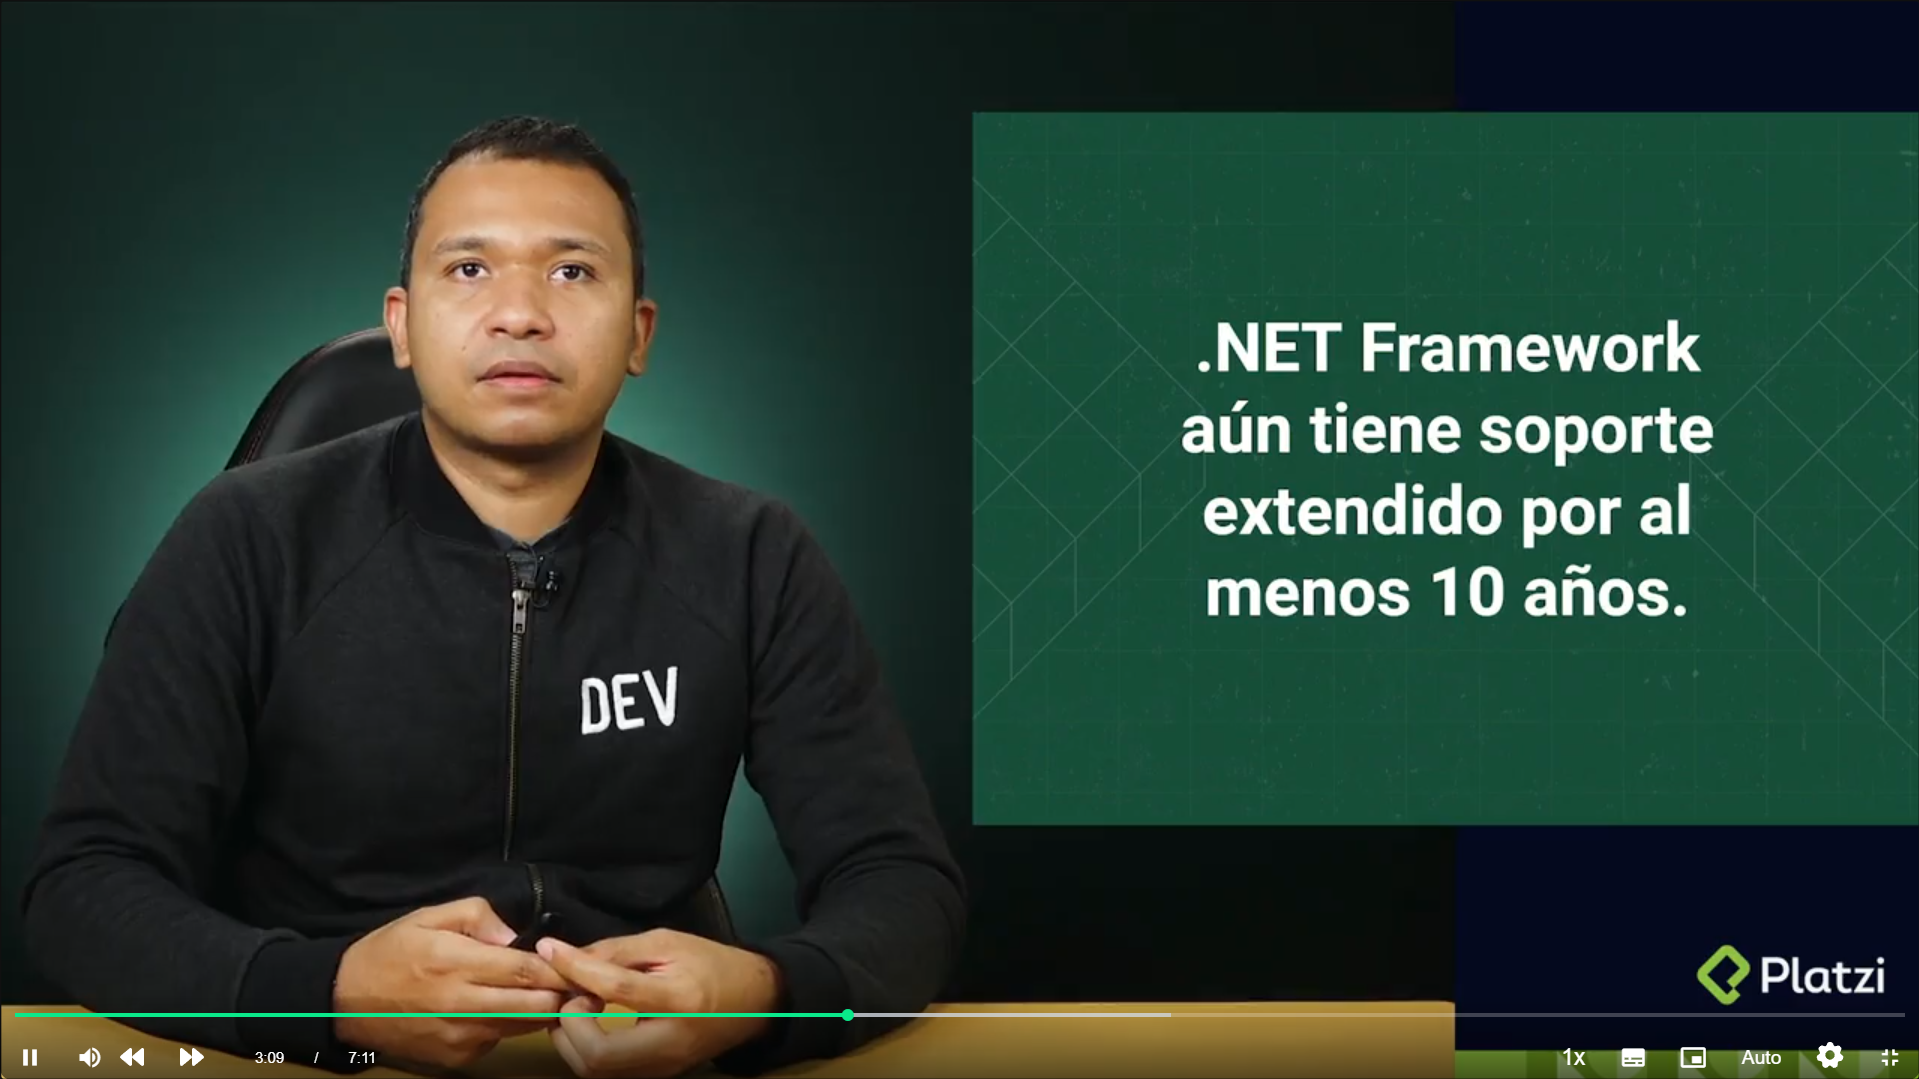 .NET Framework
aún tiene soporte
extendido por al
menos 10 años.
DEV
Platzi
3:09 / 7:11
1x
Auto